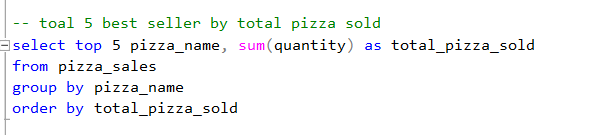 -- toal 5 best seller by total pizza sold
select top 5 pizza_name, sum(quantity) as total_pizza_sold
from pizza_sales
group by pizza_name
order by total_pizza_sold